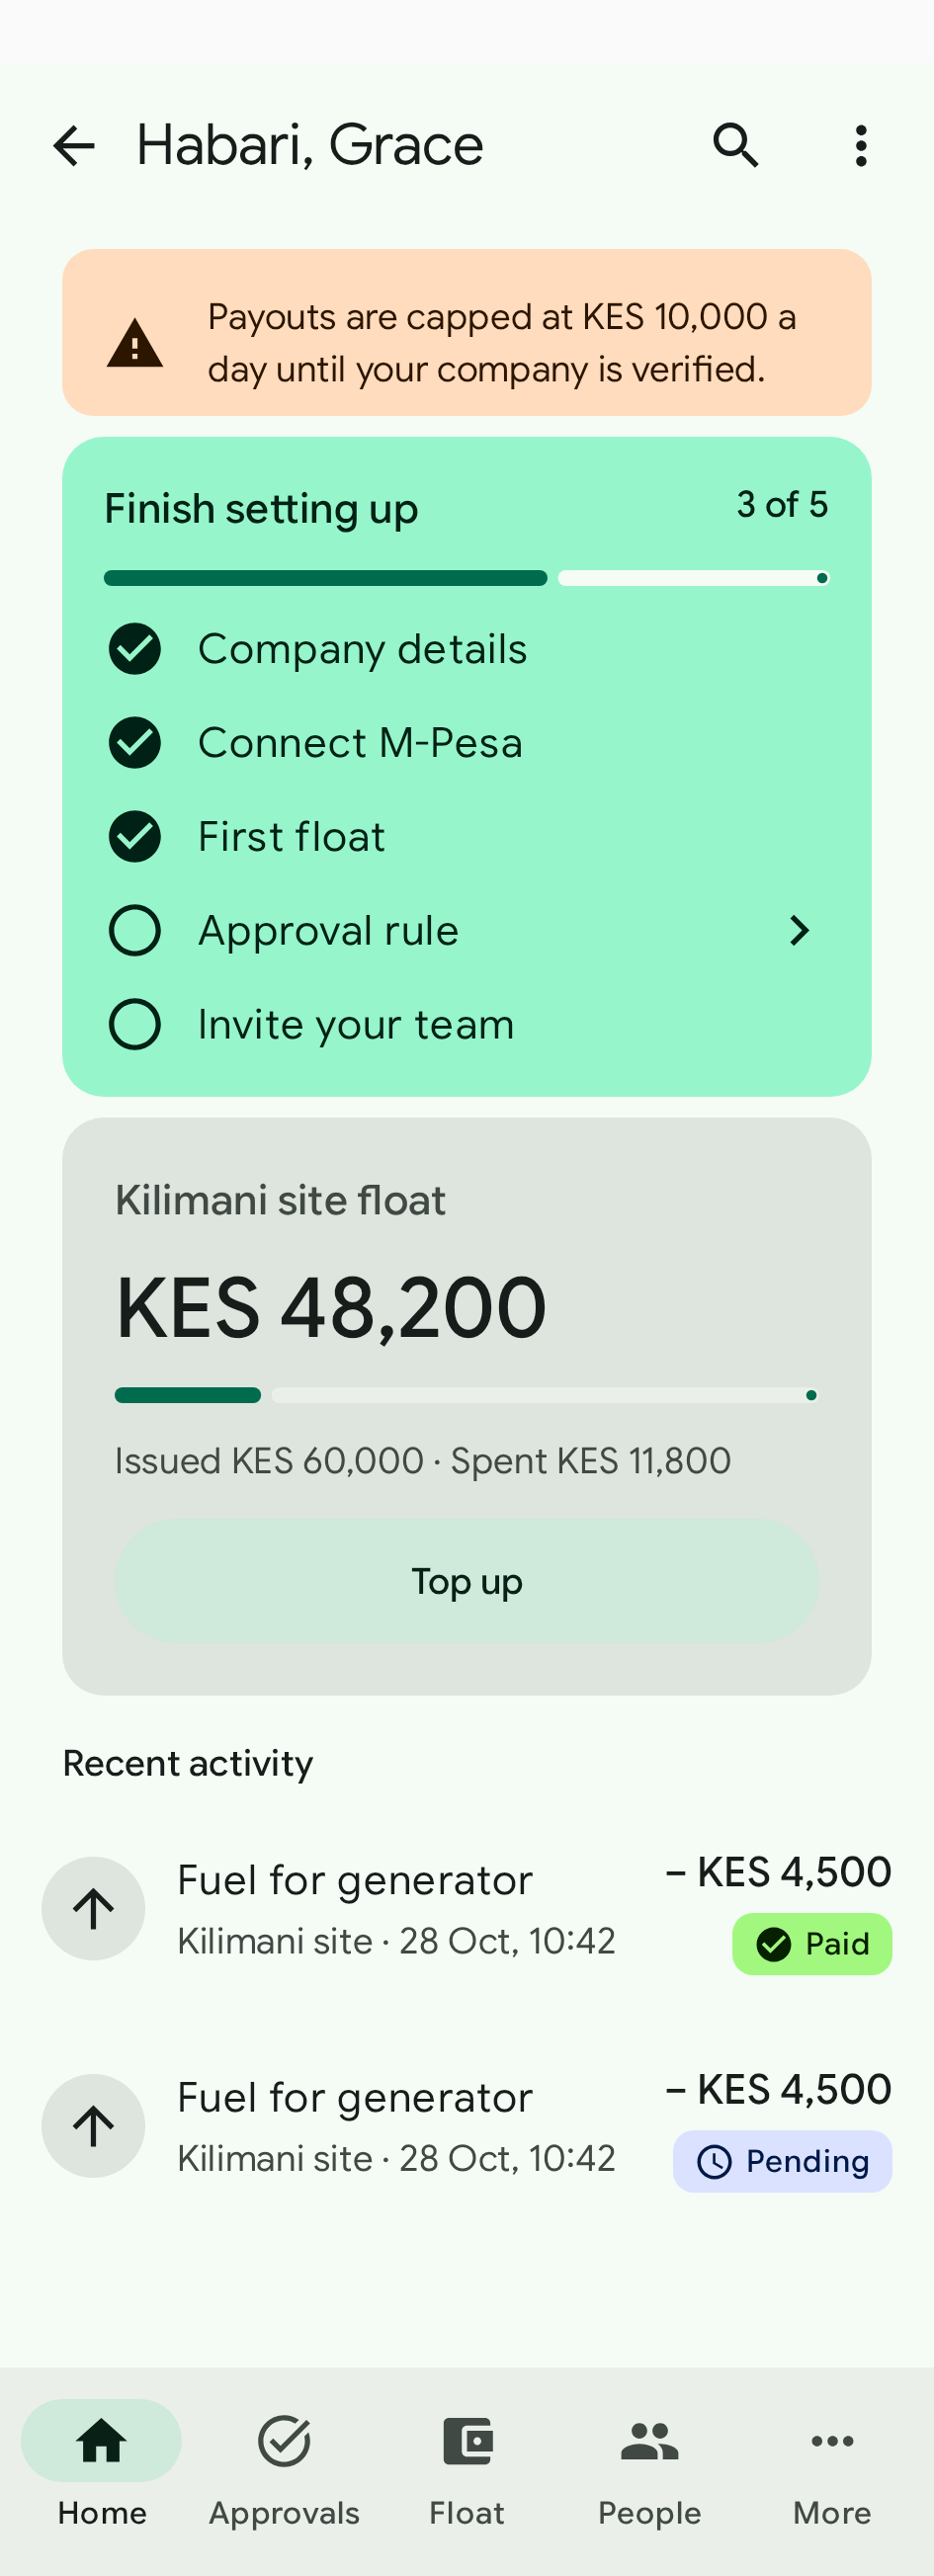 Habari, Grace
Payouts are capped at KES 10,000 a
day until your company is verified.
Finish setting up
3 of 5
Company details
Connect M-Pesa
First float
Approval rule
Invite your team
Kilimani site float
KES 48,200
Issued KES 60,000 · Spent KES 11,800
Top up
Recent activity
Fuel for generator
– KES 4,500
Kilimani site · 28 Oct, 10:42
Paid
Fuel for generator
– KES 4,500
Kilimani site · 28 Oct, 10:42
Pending
Home
Approvals
Float
People
More